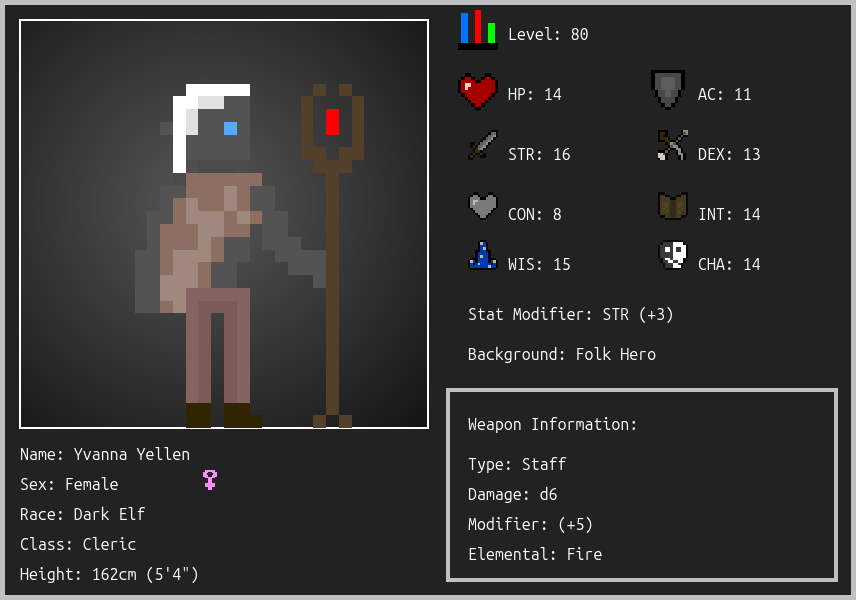 Level: 80
HP: 14
AC: 11
STR: 16
DEX: 13
CON: 8
INT: 14
WIS: 15
CHA: 14
Stat Modifier: STR (+3)
Background: Folk Hero
Weapon Information:
Type: Staff
Damage: d6
Modifier: (+5)
Elemental: Fire
Name: Yvanna Yellen
Sex: Female
Race: Dark Elf
Class: Cleric
Height: 162cm (5'4")